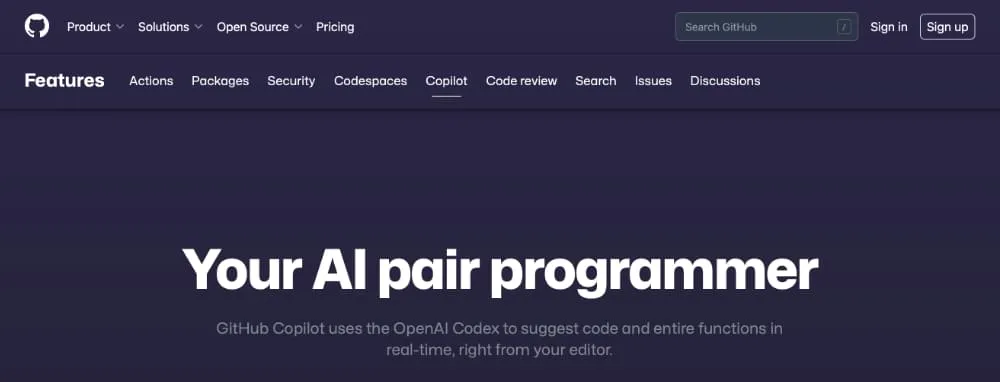 Product Solutions Open Source Pricing Search GitHub / Sign in Sign up
Features Actions Packages Security Codespaces Copilot Code review Search Issues Discussions
Your AI pair programmer
GitHub Copilot uses the OpenAI Codex to suggest code and entire functions in
real-time, right from your editor.